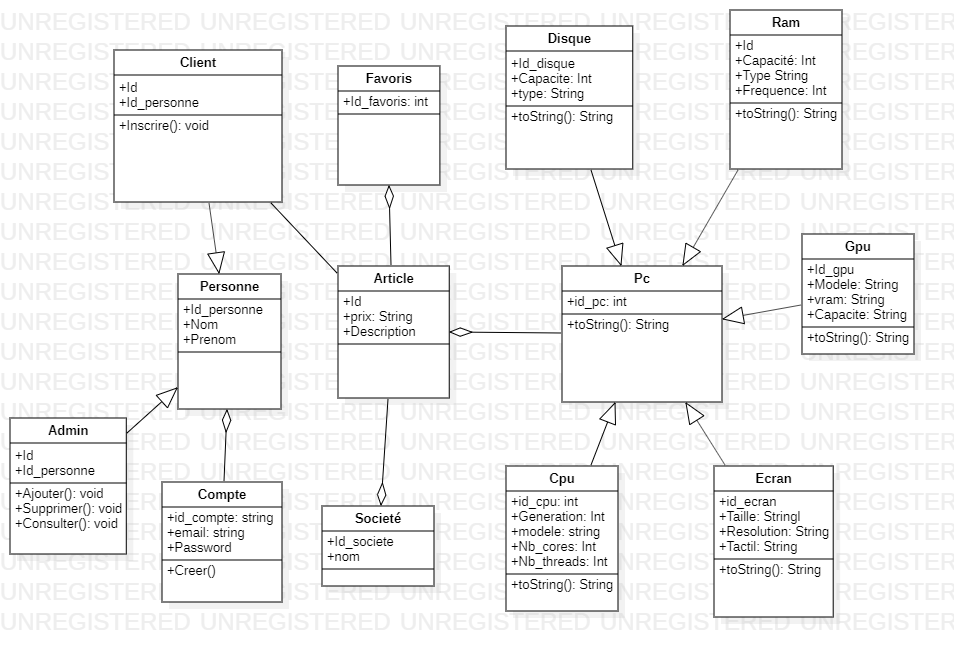 Client
+Id
+Id_personne
+Inscrire(): void
Favoris
+Id_favoris: int
Disque
+Id_disque
+Capacite: Int
+type: String
+toString(): String
Ram
+Id
+Capacité: Int
+Type String
+Frequence: Int
+toString(): String
Personne
+Id_personne
+Nom
+Prenom
Article
+Id
+prix: String
+Description
Pc
+id_pc: int
+toString(): String
Gpu
+Id_gpu
+Modele: String
+vram: String
+Capacite: String
+toString(): String
Admin
+Id
+Id_personne
+Ajouter(): void
+Supprimer(): void
+Consulter(): void
Compte
+id_compte: string
+email: string
+Password
+Creer()
Societé
+Id_societe
+nom
Cpu
+id_cpu: int
+Generation: Int
+modele: string
+Nb_cores: Int
+Nb_threads: Int
+toString(): String
Ecran
+id_ecran
+Taille: Stringl
+Resolution: String
+Tactil: String
+toString(): String
UNREGISTERED UNREGISTERED UNREGISTERED UNREGISTERED UNREGISTERED